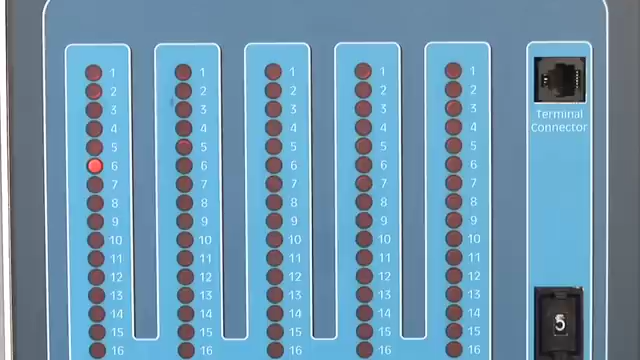 1 1 1 1 1
2 2 2 2 2
3 3 3 3 3
4 4 4 4 4
5 5 5 5 5
6 6 6 6 6
7 7 7 7 7
8 8 8 8 8
9 9 9 9 9
10 10 10 10 10
11 11 11 11 11
12 12 12 12 12
13 13 13 13 13
14 14 14 14 14
15 15 15 15 15
16 16 16 16 16
Terminal
Connector
5